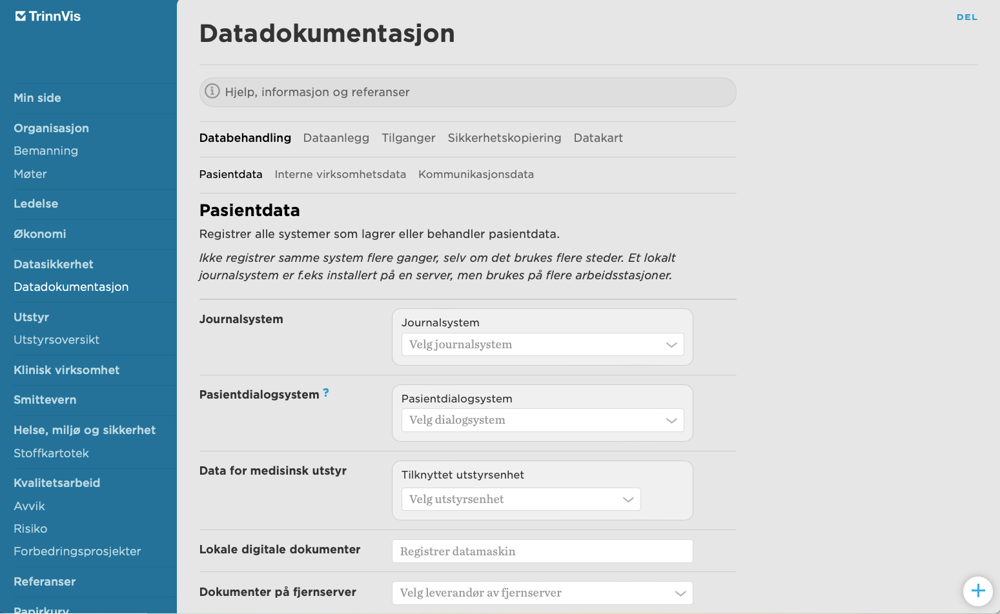 TrinnVis
Min side
Organisasjon
Bemanning
Møter
Ledelse
Økonomi
Datasikkerhet
Datadokumentasjon
Utstyr
Utstyrsoversikt
Klinisk virksomhet
Smittevern
Helse, miljø og sikkerhet
Stoffkartotek
Kvalitetsarbeid
Avvik
Risiko
Forbedringsprosjekter
Referanser
Papirkurv
DEL
Datadokumentasjon
Hjelp, informasjon og referanser
Databehandling Dataanlegg Tilganger Sikkerhetskopiering Datakart
Pasientdata Interne virksomhetsdata Kommunikasjonsdata
Pasientdata
Registrer alle systemer som lagrer eller behandler pasientdata.
Ikke registrer samme system flere ganger, selv om det brukes flere steder. Et lokalt
journalsystem er f.eks installert på en server, men brukes på flere arbeidsstasjoner.
Journalsystem
Journalsystem
Velg journalsystem
Pasientdialogsystem ?
Pasientdialogsystem
Velg dialogsystem
Data for medisinsk utstyr
Tilknyttet utstyrsenhet
Velg utstyrsenhet
Lokale digitale dokumenter
Registrer datamaskin
Dokumenter på fjernserver
Velg leverandør av fjernserver